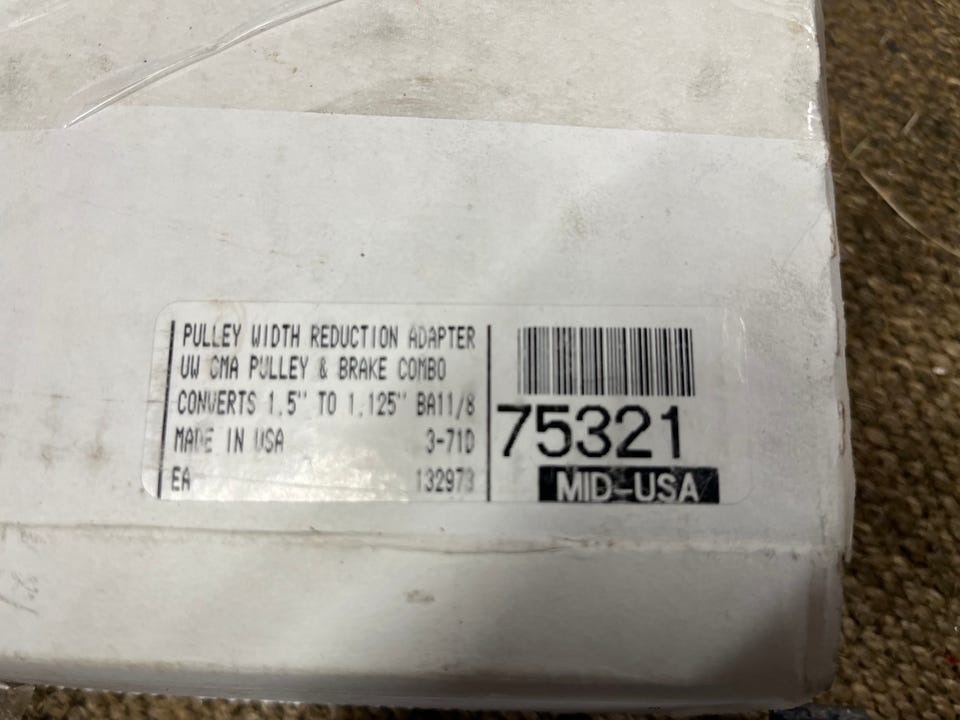 PULLEY WIDTH REDUCTION ADAPTER
UW CMA PULLEY & BRAKE COMBO
CONVERTS 1.5" TO 1.125" BA11/8
MADE IN USA 3-71D
EA 132973
75321
MID-USA